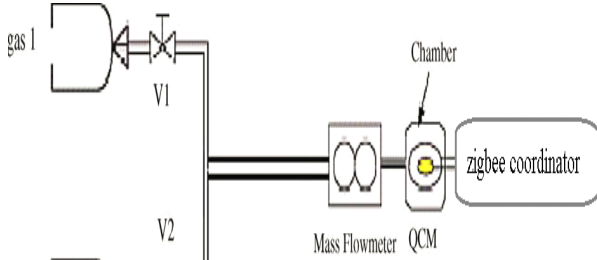 gas 1
V1
Chamber
zigbee coordinator
V2
Mass Flowmeter
QCM